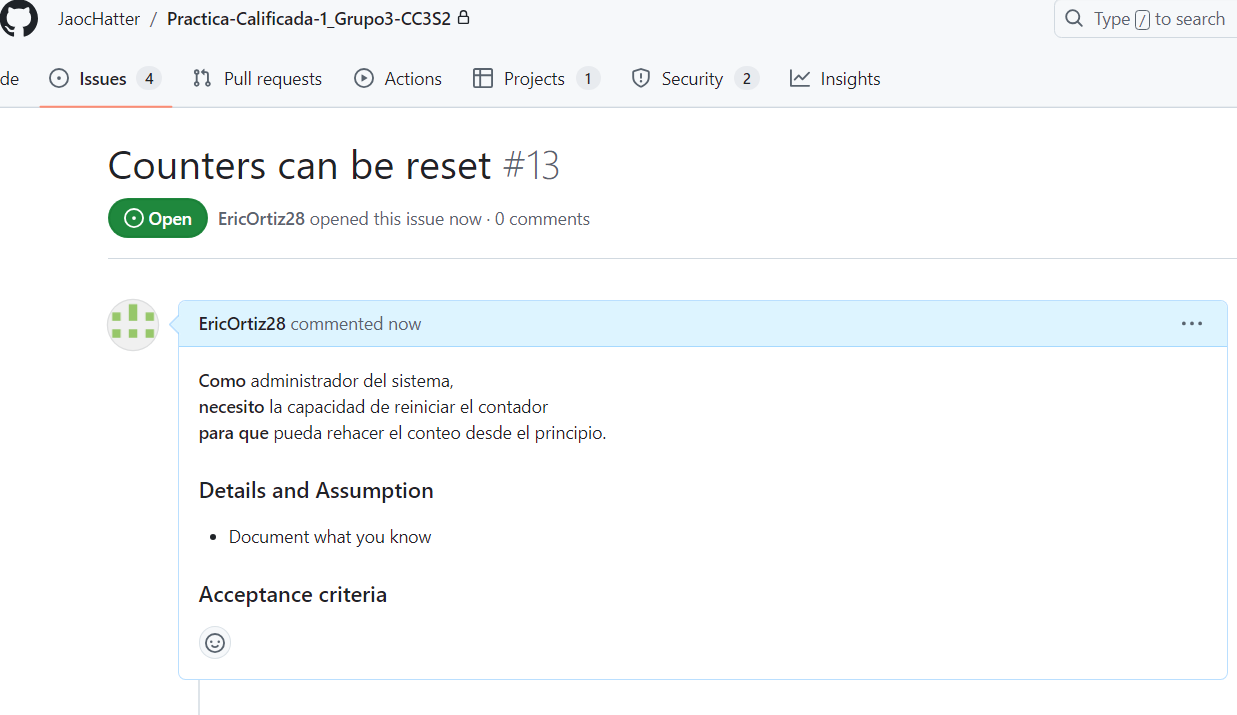 JaocHatter / Practica-Calificada-1_Grupo3-CC3S2
Type / to search
de Issues 4 Pull requests Actions Projects 1 Security 2 Insights
Counters can be reset #13
Open EricOrtiz28 opened this issue now · 0 comments
EricOrtiz28 commented now
Como administrador del sistema,
necesito la capacidad de reiniciar el contador
para que pueda rehacer el conteo desde el principio.
Details and Assumption
• Document what you know
Acceptance criteria